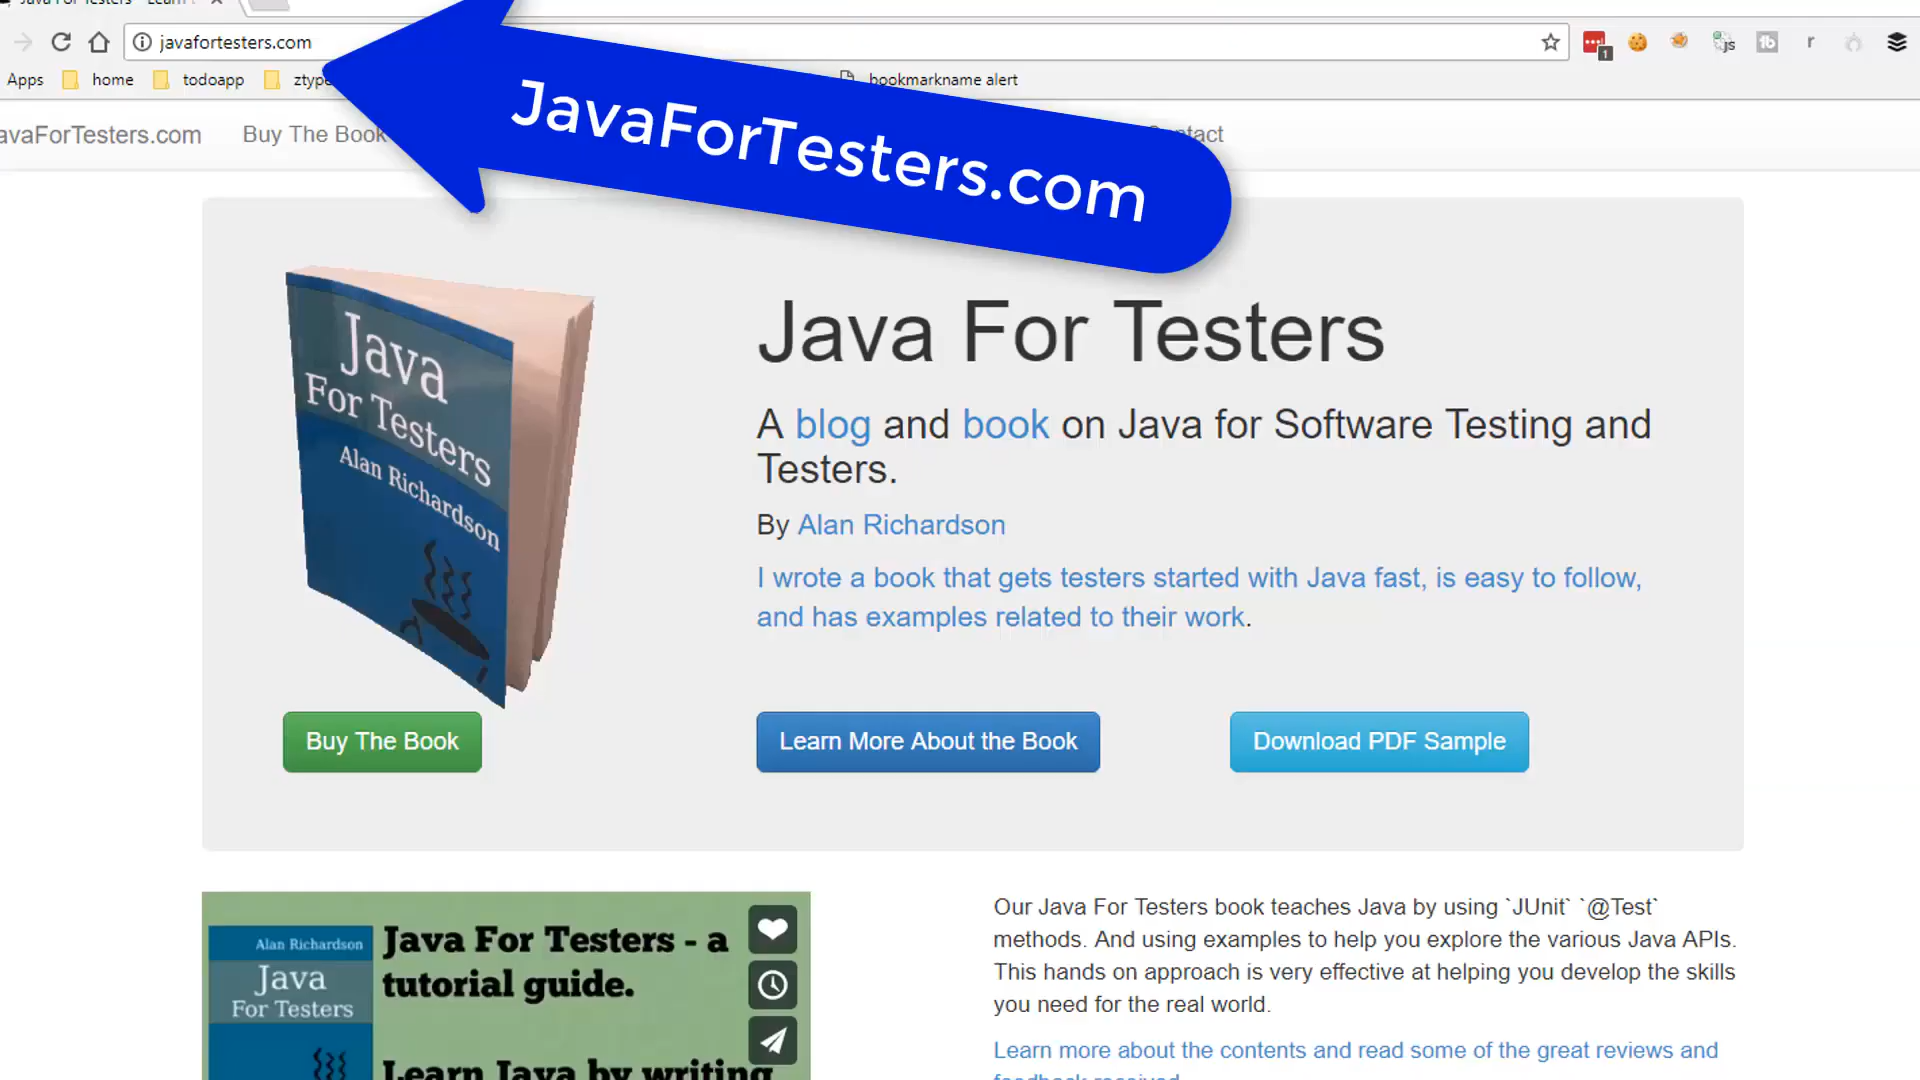 javafortesters.com
Apps home todoapp ztype bookmarkname alert
JavaForTesters.com
avaForTesters.com Buy The Book
Java
For Testers
Alan Richardson
Java For Testers
A blog and book on Java for Software Testing and
Testers.
By Alan Richardson
I wrote a book that gets testers started with Java fast, is easy to follow,
and has examples related to their work.
Buy The Book
Learn More About the Book
Download PDF Sample
Alan Richardson
Java
For Testers
Java For Testers - a
tutorial guide.
Learn Java by writing
Our Java For Testers book teaches Java by using `JUnit` `@Test`
methods. And using examples to help you explore the various Java APIs.
This hands on approach is very effective at helping you develop the skills
you need for the real world.
Learn more about the contents and read some of the great reviews and